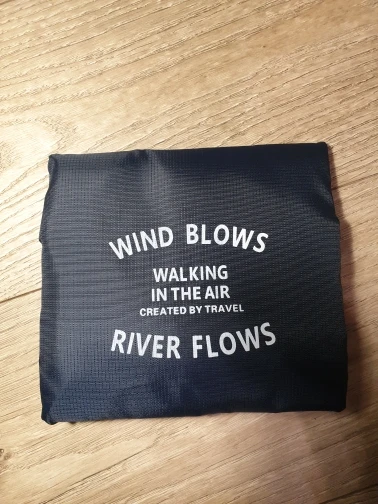 WIND BLOWS
WALKING
IN THE AIR
CREATED BY TRAVEL
RIVER FLOWS